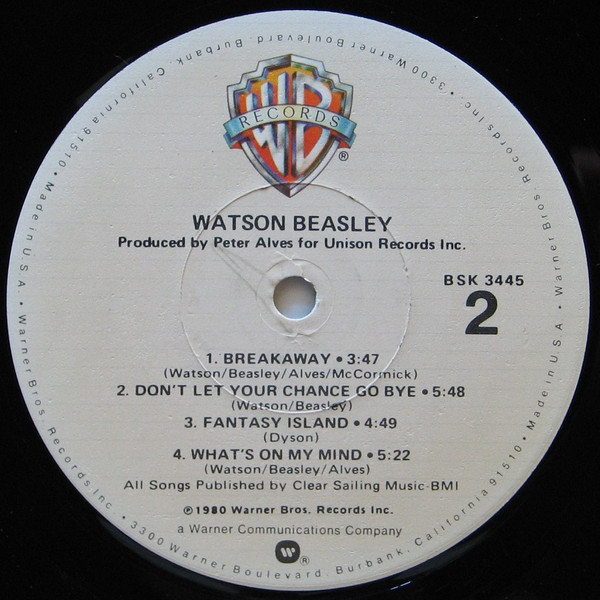 WB
RECORDS
®
WATSON BEASLEY
Produced by Peter Alves for Unison Records Inc.
BSK 3445
2
1. BREAKAWAY • 3:47
(Watson/Beasley/Alves/McCormick)
2. DON'T LET YOUR CHANCE GO BYE • 5:48
(Watson/Beasley)
3. FANTASY ISLAND • 4:49
(Dyson)
4. WHAT'S ON MY MIND • 5:22
(Watson/Beasley/Alves)
All Songs Published by Clear Sailing Music-BMI
℗1980 Warner Bros. Records Inc.
a Warner Communications Company
W ®
Warner Bros. Records Inc. • 3300 Warner Boulevard, Burbank, California 91510 • Made in U.S.A. • Warner Bros. Records Inc. • 3300 Warner Boulevard, Burbank, California 91510 • Made in U.S.A. •